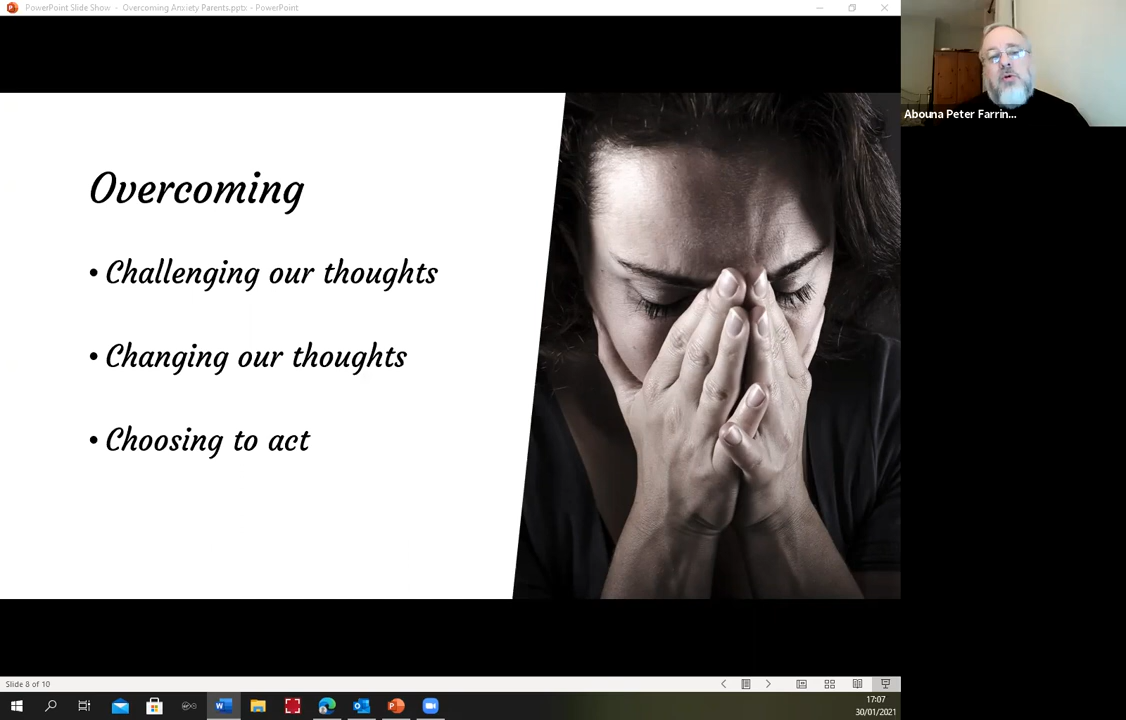 PowerPoint Slide Show - Overcoming Anxiety Parents.pptx - PowerPoint
Abouna Peter Farrin...
Overcoming
• Challenging our thoughts
• Changing our thoughts
• Choosing to act
Slide 8 of 10
17:07
30/01/2021